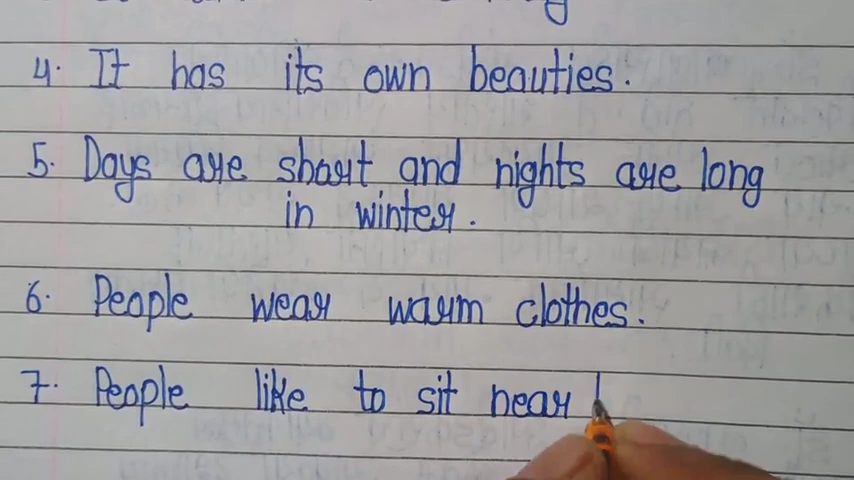 4. It has its own beauties.
5. Days are short and nights are long
in winter.
6. People wear warm clothes.
7. People like to sit near